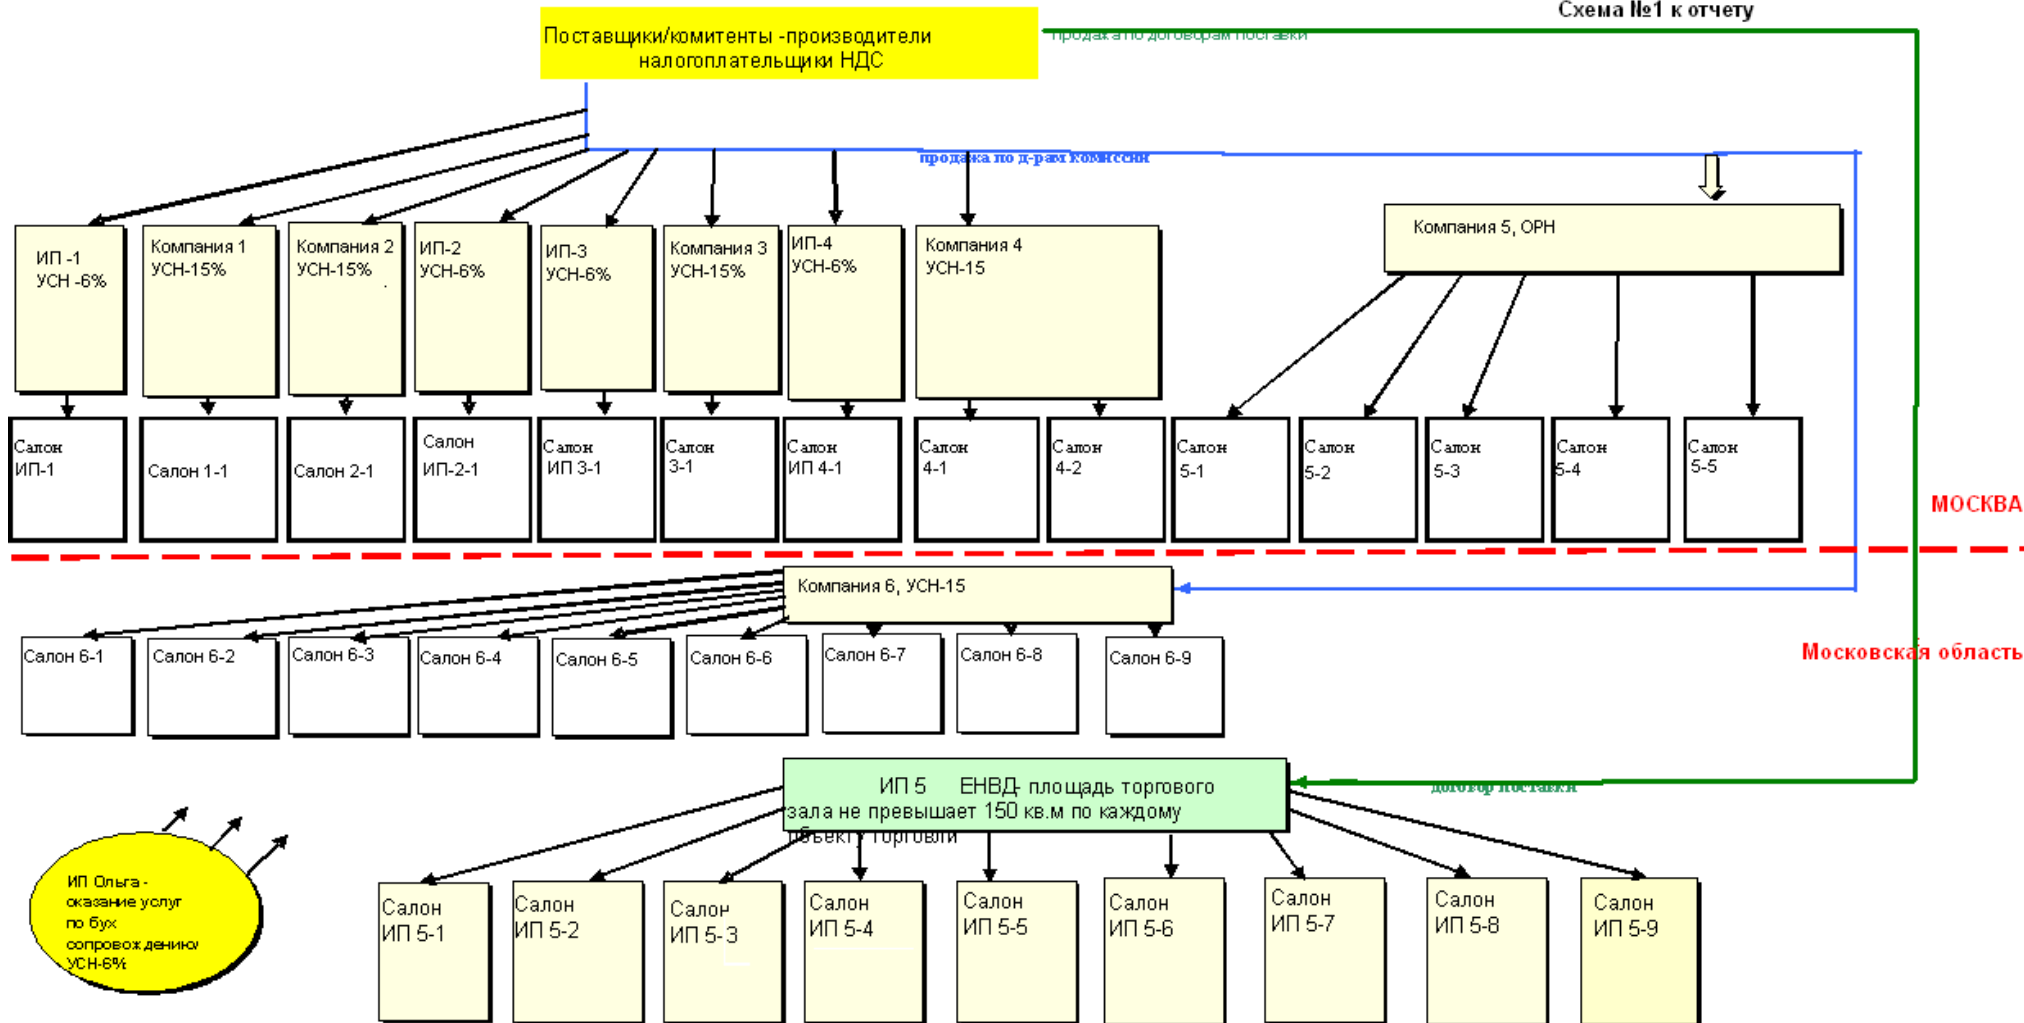 Схема №1 к отчету
Поставщики/комитенты -производители
налогоплательщики НДС
продажа по договорам поставки
продажа по д-рам комиссии
ИП -1
УСН -6%
Компания 1
УСН-15%
Компания 2
УСН-15%
ИП-2
УСН-6%
ИП-3
УСН-6%
Компания 3
УСН-15%
ИП-4
УСН-6%
Компания 4
УСН-15
Компания 5, ОРН
Салон
ИП-1
Салон 1-1
Салон 2-1
Салон
ИП-2-1
Салон
ИП 3-1
Салон
3-1
Салон
ИП 4-1
Салон
4-1
Салон
4-2
Салон
5-1
Салон
5-2
Салон
5-3
Салон
5-4
Салон
5-5
МОСКВА
Компания 6, УСН-15
Московская область
Салон 6-1
Салон 6-2
Салон 6-3
Салон 6-4
Салон 6-5
Салон 6-6
Салон 6-7
Салон 6-8
Салон 6-9
ИП 5 ЕНВД- площадь торгового
зала не превышает 150 кв.м по каждому
объекту торговли
договор поставки
ИП Ольга -
оказание услуг
по бух
сопровождению/
УСН-6%
Салон
ИП 5-1
Салон
ИП 5-2
Салон
ИП 5-3
Салон
ИП 5-4
Салон
ИП 5-5
Салон
ИП 5-6
Салон
ИП 5-7
Салон
ИП 5-8
Салон
ИП 5-9